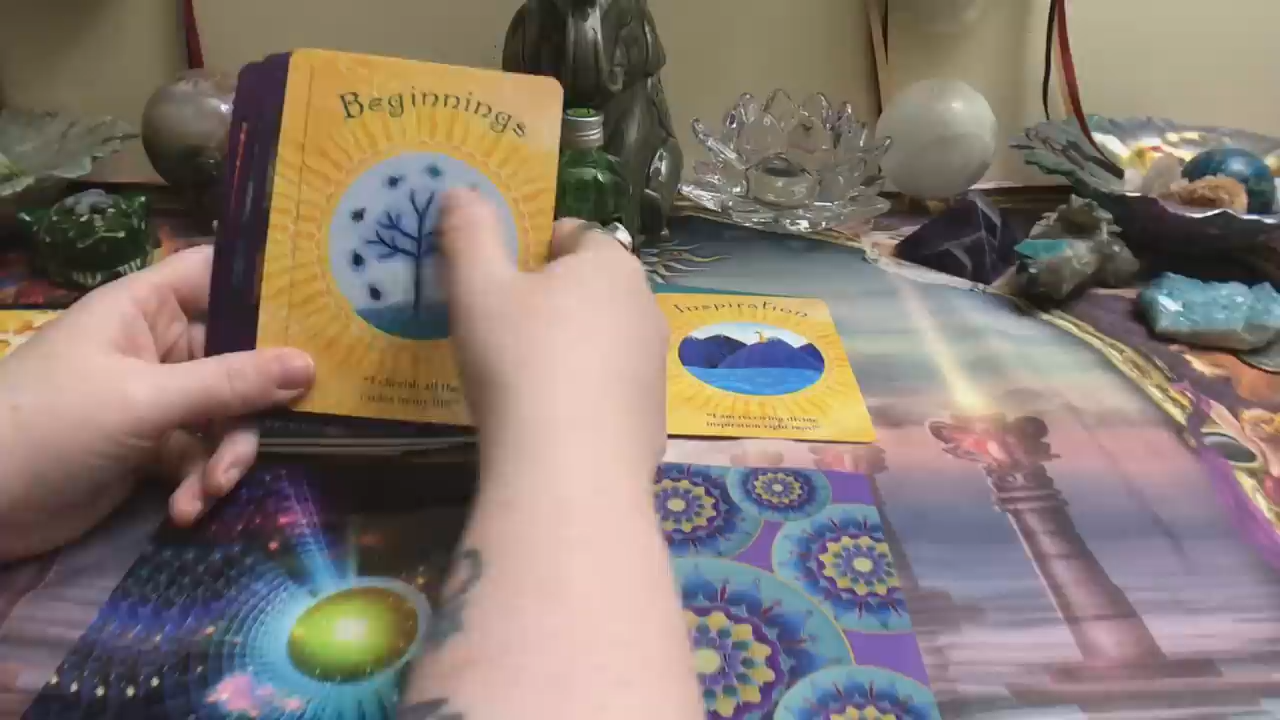 Beginnings
"I cherish all the
Inspiration
"I am receiving divine
inspiration right now!"